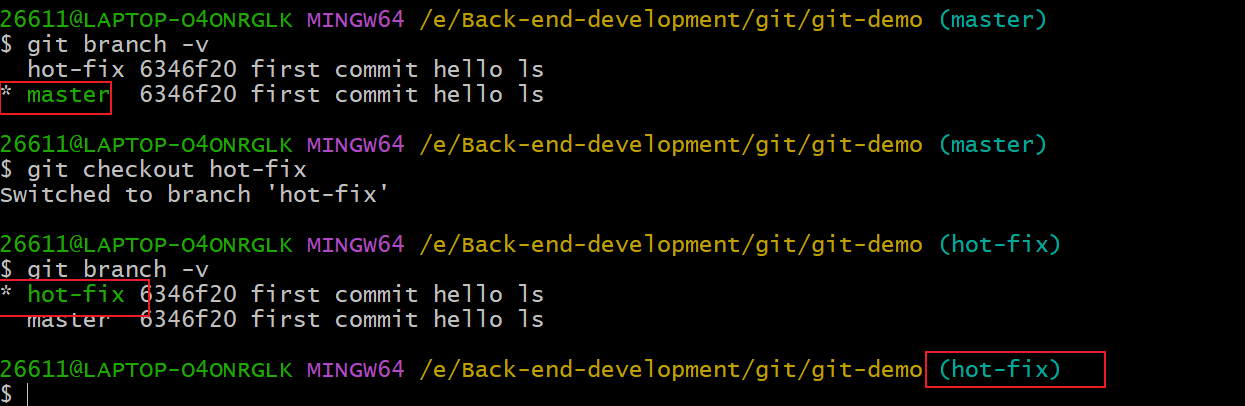 26611@LAPTOP-O4ONRGLK MINGW64 /e/Back-end-development/git/git-demo (master)
$ git branch -v
  hot-fix 6346f20 first commit hello ls
* master  6346f20 first commit hello ls
26611@LAPTOP-O4ONRGLK MINGW64 /e/Back-end-development/git/git-demo (master)
$ git checkout hot-fix
Switched to branch 'hot-fix'
26611@LAPTOP-O4ONRGLK MINGW64 /e/Back-end-development/git/git-demo (hot-fix)
$ git branch -v
* hot-fix 6346f20 first commit hello ls
  master  6346f20 first commit hello ls
26611@LAPTOP-O4ONRGLK MINGW64 /e/Back-end-development/git/git-demo (hot-fix)
$